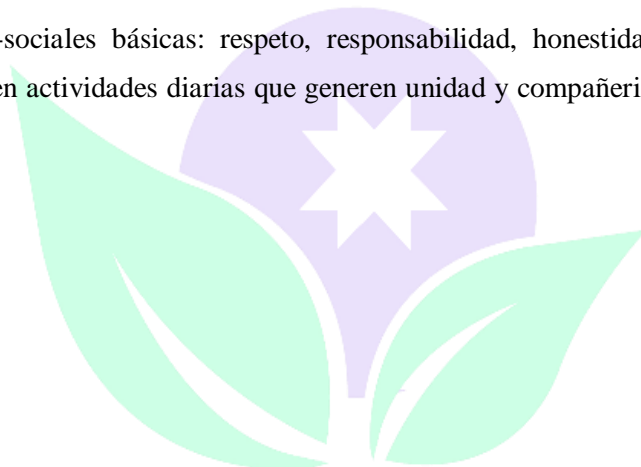 -sociales básicas: respeto, responsabilidad, honestida
en actividades diarias que generen unidad y compañeri